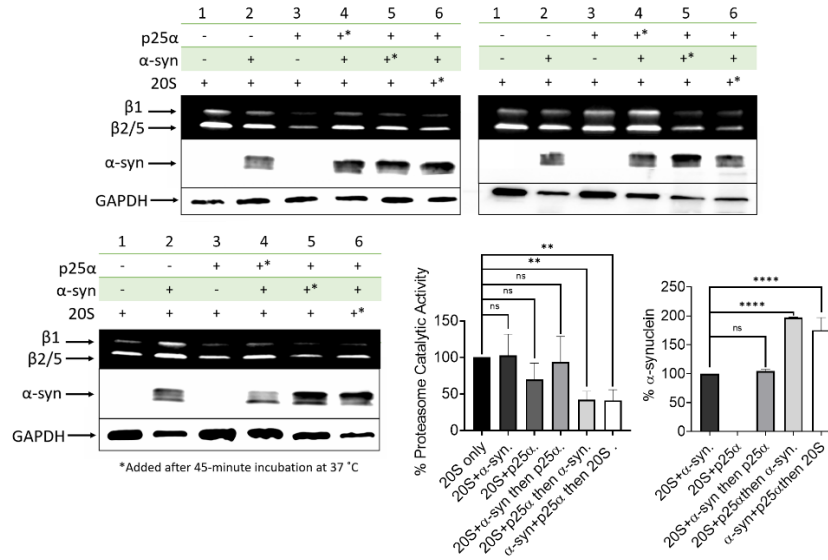 1 2 3 4 5 6
p25α - - + +* + +
α-syn - + - + +* +
20S + + + + + +*
β1
β2/5
α-syn
GAPDH
1 2 3 4 5 6
- - + +* + +
- + - + +* +
+ + + + + +*
1 2 3 4 5 6
p25α - - + +* + +
α-syn - + - + +* +
20S + + + + + +*
β1
β2/5
α-syn
GAPDH
*Added after 45-minute incubation at 37 ˚C
% Proteasome Catalytic Activity
150
100
50
0
**
**
ns
ns
ns
20S only
20S+α-syn.
20S+p25α.
20S+α-syn then p25α.
20S+p25α then α-syn.
α-syn+p25α then 20S .
% α-synuclein
250
200
150
100
50
0
****
****
ns
20S+α-syn.
20S+p25α
20S+α-syn then p25α
20S+p25αthen α-syn.
α-syn+p25αthen 20S